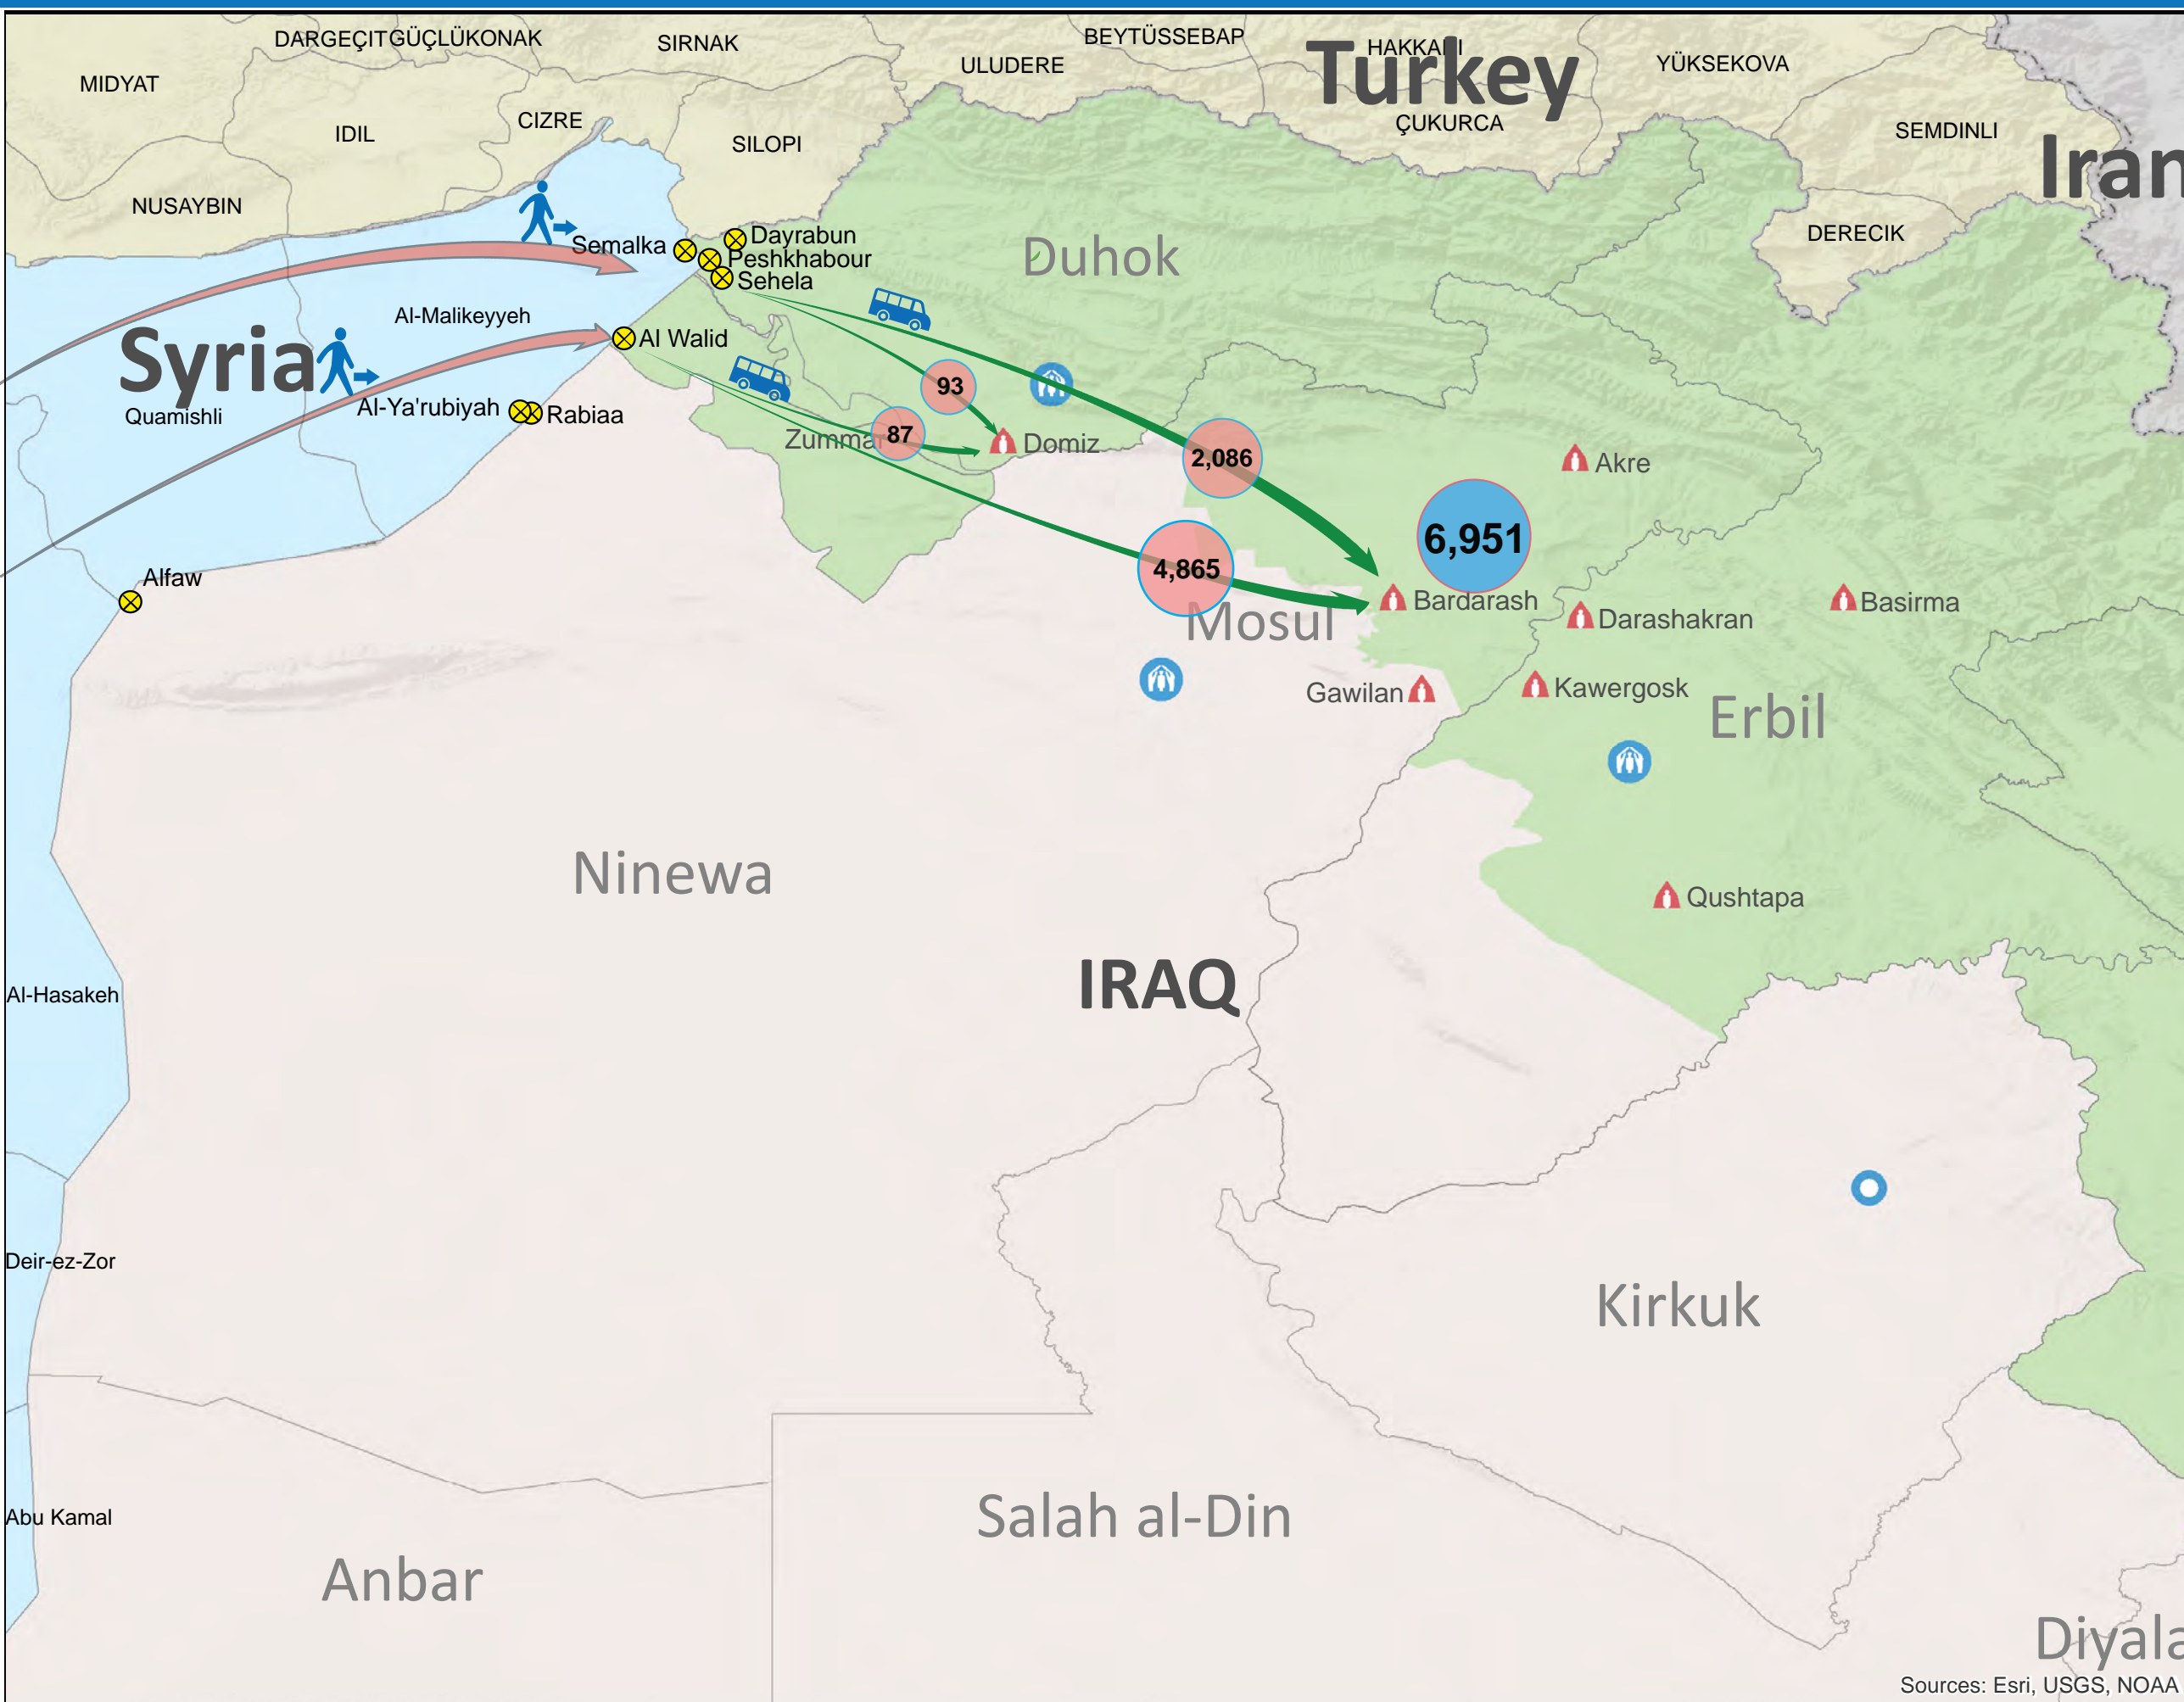 DARGEÇIT
GÜÇLÜKONAK
SIRNAK
BEYTÜSSEBAP
HAKKARI
Turkey
ULUDERE
YÜKSEKOVA
MIDYAT
IDIL
CIZRE
SILOPI
ÇUKURCA
SEMDINLI
Iran
NUSAYBIN
DERECIK
Semalka
Dayrabun
Peshkhabour
Sehela
Duhok
Al-Malikeyyeh
Al Walid
Syria
Quamishli
Al-Ya'rubiyah
Rabiaa
93
87
Zummar
Domiz
2,086
Akre
6,951
4,865
Alfaw
Bardarash
Mosul
Darashakran
Basirma
Gawilan
Kawergosk
Erbil
Ninewa
Qushtapa
IRAQ
Al-Hasakeh
Deir-ez-Zor
Kirkuk
Abu Kamal
Salah al-Din
Anbar
Diyala
Sources: Esri, USGS, NOAA